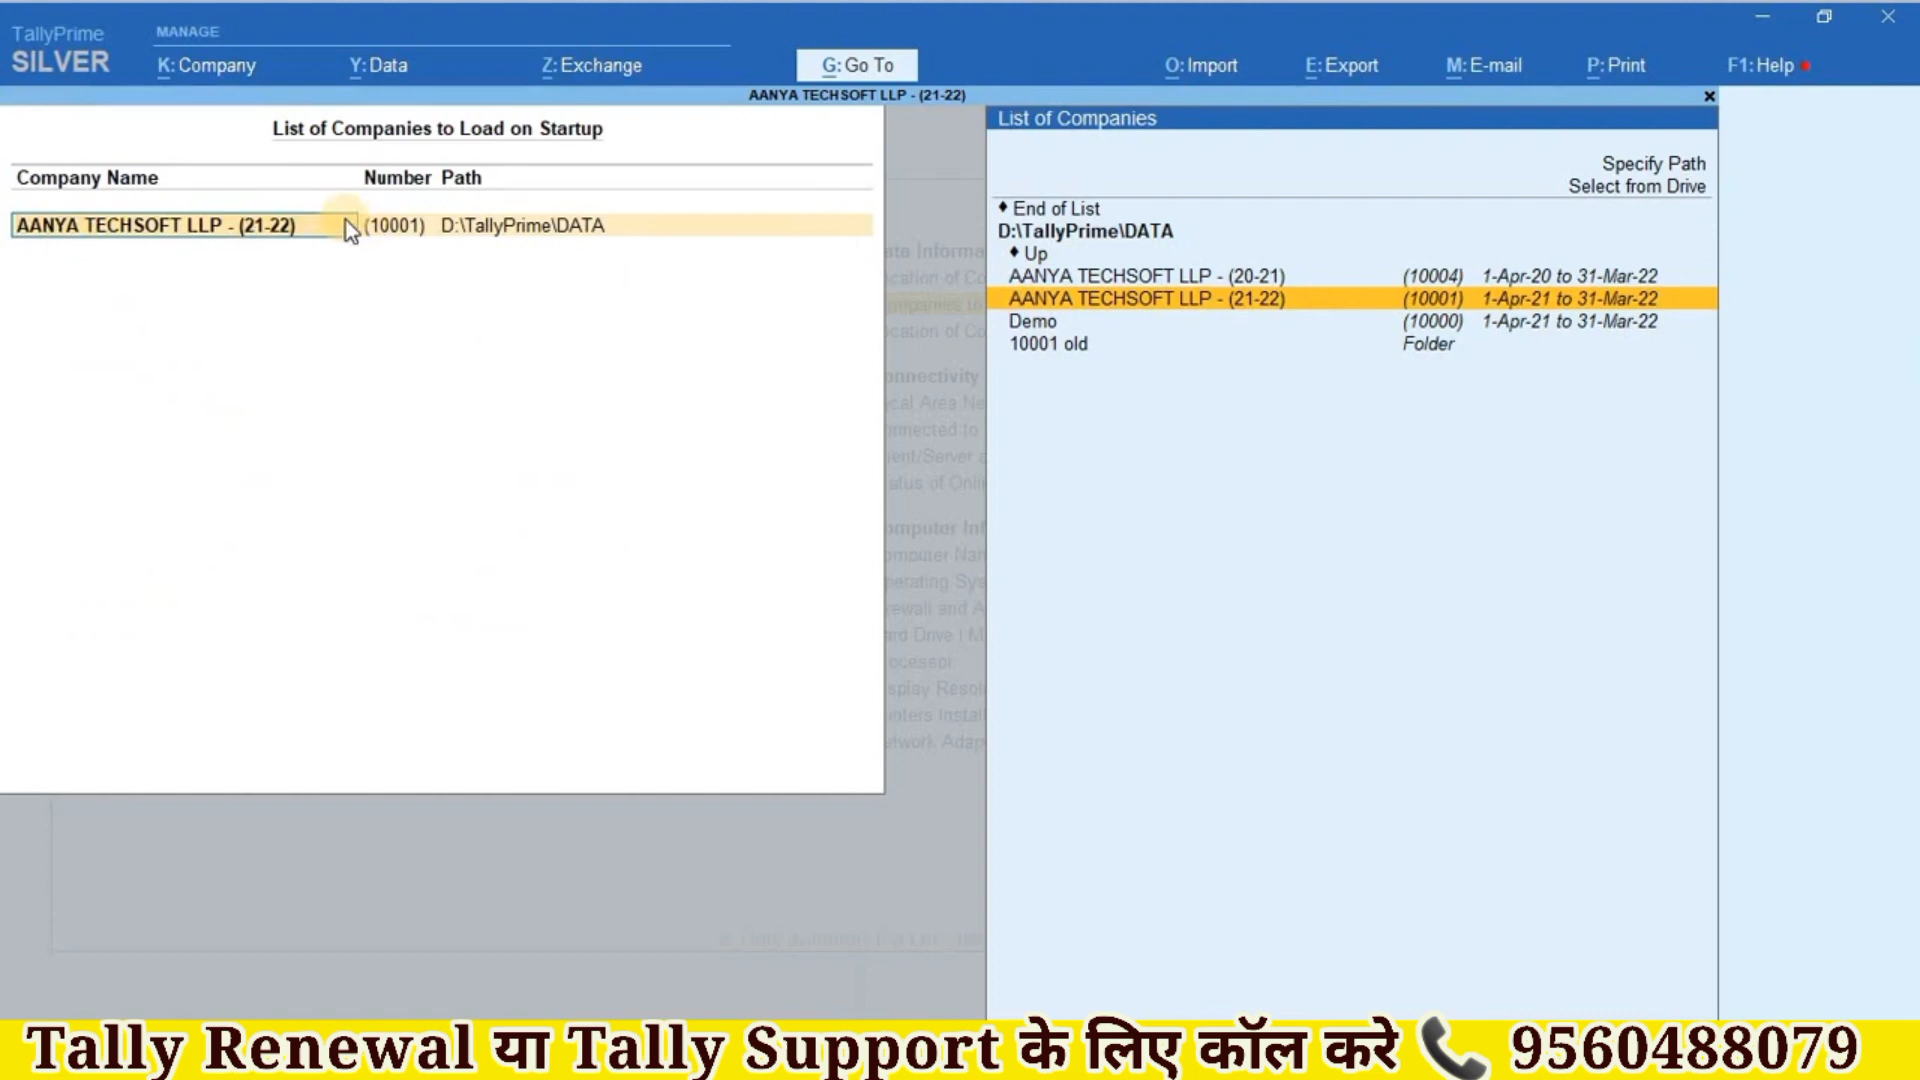 TallyPrime
SILVER
MANAGE
K: Company
Y: Data
Z: Exchange
G: Go To
O: Import
E: Export
M: E-mail
P: Print
F1: Help
AANYA TECHSOFT LLP - (21-22)
List of Companies to Load on Startup
Company Name Number Path
AANYA TECHSOFT LLP - (21-22) (10001) D:\TallyPrime\DATA
List of Companies
Specify Path
Select from Drive
♦ End of List
D:\TallyPrime\DATA
♦ Up
AANYA TECHSOFT LLP - (20-21) (10004) 1-Apr-20 to 31-Mar-22
AANYA TECHSOFT LLP - (21-22) (10001) 1-Apr-21 to 31-Mar-22
Demo (10000) 1-Apr-21 to 31-Mar-22
10001 old Folder
Tally Renewal या Tally Support के लिए कॉल करे 9560488079